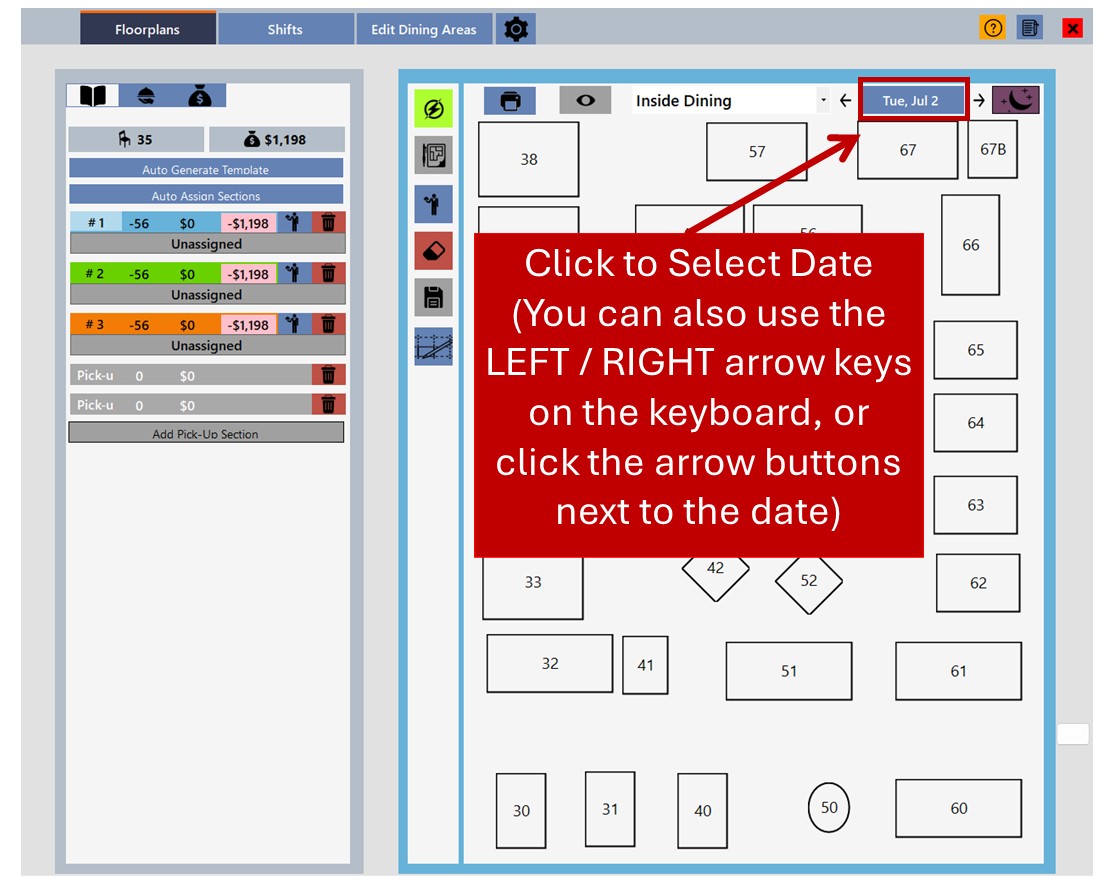 Floorplans
Shifts
Edit Dining Areas
?
$
35
$ $1,198
Auto Generate Template
Auto Assign Sections
# 1 -56 $0 -$1,198
Unassigned
# 2 -56 $0 -$1,198
Unassigned
# 3 -56 $0 -$1,198
Unassigned
Pick-u 0 $0
Pick-u 0 $0
Add Pick-Up Section
Inside Dining
Tue, Jul 2
38
57
67
67B
66
Click to Select Date
(You can also use the
LEFT / RIGHT arrow keys
on the keyboard, or
click the arrow buttons
next to the date)
65
64
63
33
42
52
62
32
41
51
61
30
31
40
50
60